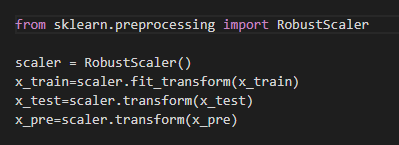 from sklearn.preprocessing import RobustScaler
scaler = RobustScaler()
x_train=scaler.fit_transform(x_train)
x_test=scaler.transform(x_test)
x_pre=scaler.transform(x_pre)